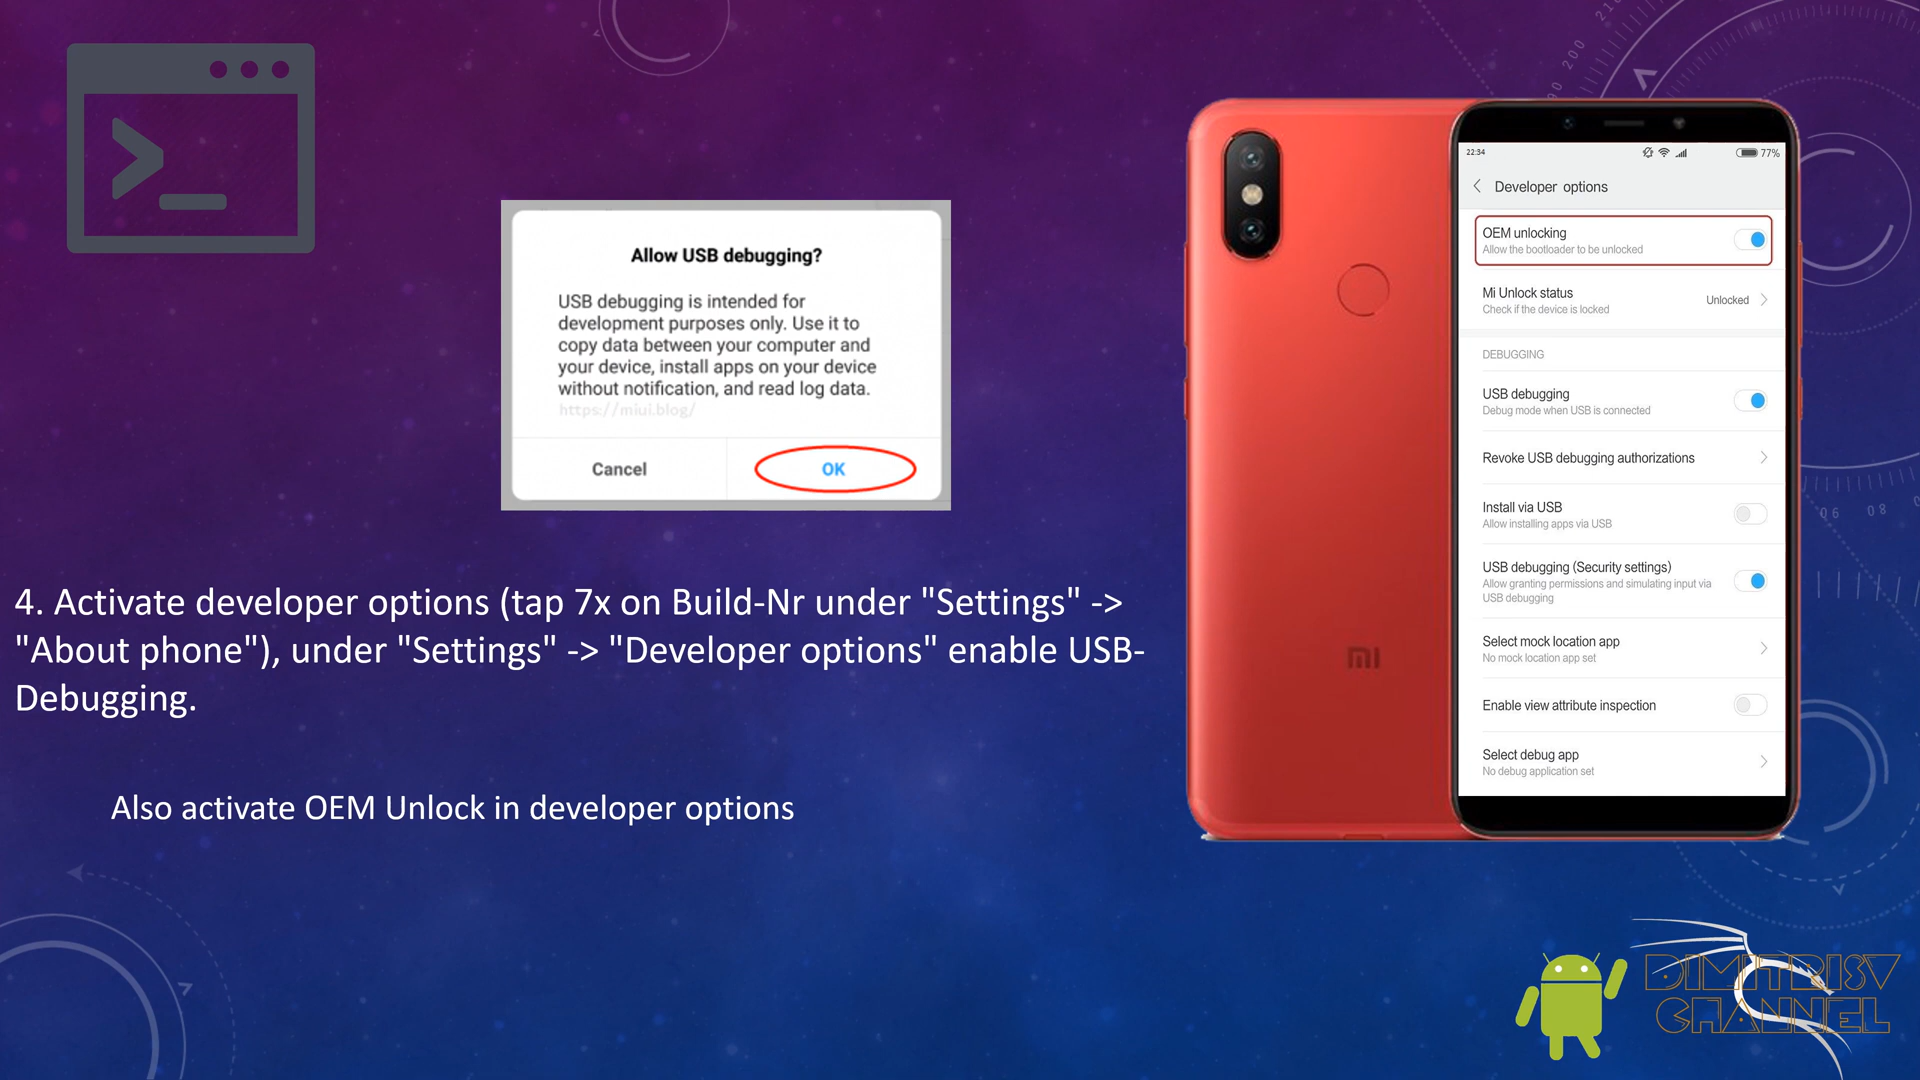 Allow USB debugging?
USB debugging is intended for
development purposes only. Use it to
copy data between your computer and
your device, install apps on your device
without notification, and read log data.
https://miui.blog/
Cancel
OK
4. Activate developer options (tap 7x on Build-Nr under "Settings" ->
"About phone"), under "Settings" -> "Developer options" enable USB-
Debugging.
Also activate OEM Unlock in developer options
22:34
77%
Developer options
OEM unlocking
Allow the bootloader to be unlocked
Mi Unlock status
Check if the device is locked
Unlocked
DEBUGGING
USB debugging
Debug mode when USB is connected
Revoke USB debugging authorizations
Install via USB
Allow installing apps via USB
USB debugging (Security settings)
Allow granting permissions and simulating input via
USB debugging
Select mock location app
No mock location app set
Enable view attribute inspection
Select debug app
No debug application set
MI
200
90
80
DIMITRISV
CHANNEL